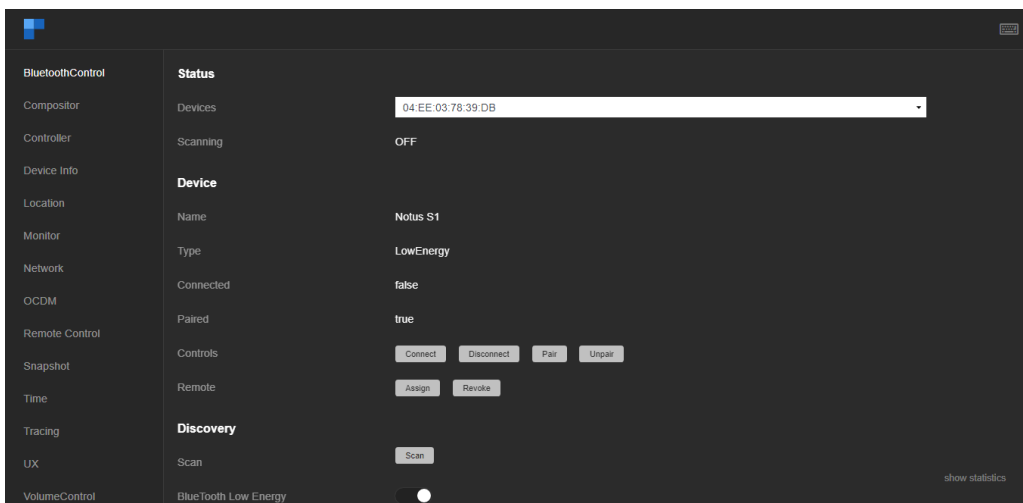 BluetoothControl
Compositor
Controller
Device Info
Location
Monitor
Network
OCDM
Remote Control
Snapshot
Time
Tracing
UX
VolumeControl
Status
Devices 04:EE:03:78:39:DB
Scanning OFF
Device
Name Notus S1
Type LowEnergy
Connected false
Paired true
Controls Connect Disconnect Pair Unpair
Remote Assign Revoke
Discovery
Scan Scan
BlueTooth Low Energy
show statistics